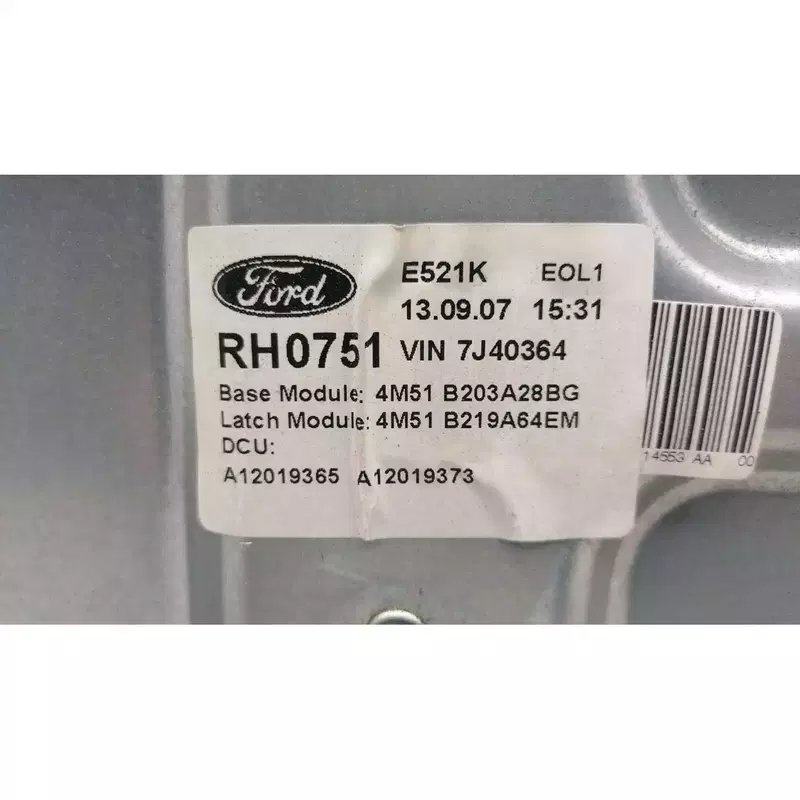 Ford
E521K EOL1
13.09.07 15:31
RH0751 VIN 7J40364
Base Module: 4M51 B203A28BG
Latch Module: 4M51 B219A64EM
DCU:
A12019365 A12019373
14553 AA 00